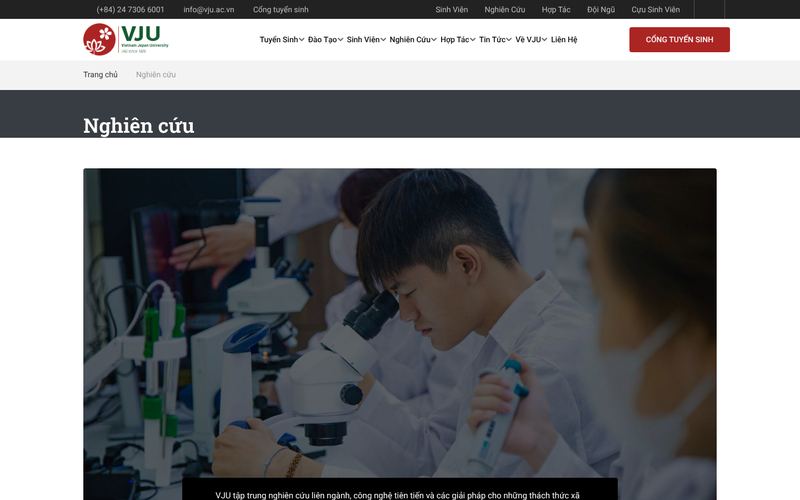 (+84) 24 7306 6001 info@vju.ac.vn Cổng tuyển sinh Sinh Viên Nghiên Cứu Hợp Tác Đội Ngũ Cựu Sinh Viên
VJU
Vietnam Japan University
Tuyển Sinh Đào Tạo Sinh Viên Nghiên Cứu Hợp Tác Tin Tức Về VJU Liên Hệ
CỔNG TUYỂN SINH
Trang chủ Nghiên cứu
Nghiên cứu
VJU tập trung nghiên cứu liên ngành, công nghệ tiên tiến và các giải pháp cho những thách thức xã